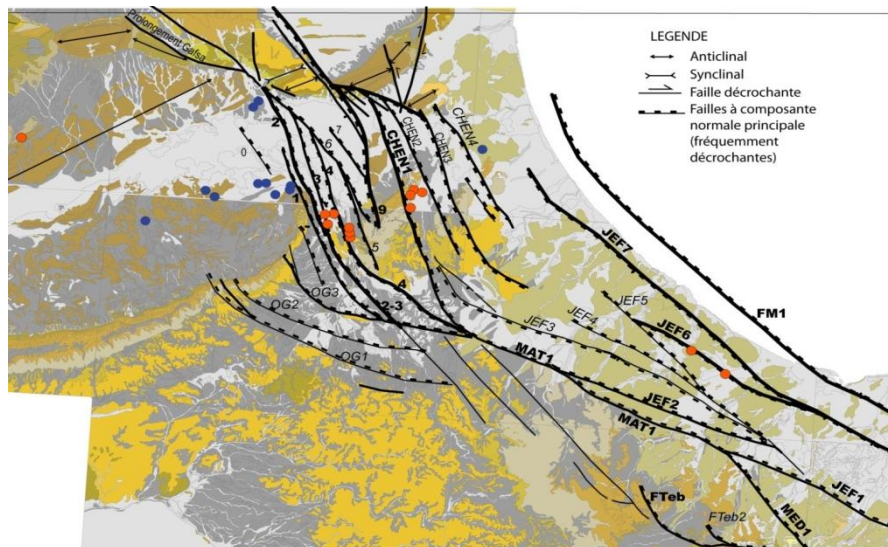 LEGENDE
Anticlinal
Synclinal
Faille décrochante
Failles à composante
normale principale
(fréquemment
décrochantes)
Prolongement Gafsa
2
7
6
0
3
4
1
9
5
CHEN1
CHEN2
CHEN3
CHEN4
JEF7
FM1
OG2
OG3
4
2-3
JEF5
JEF4
JEF3
JEF6
OG1
MAT1
JEF2
MAT1
JEF1
FTeb
FTeb2
MED1